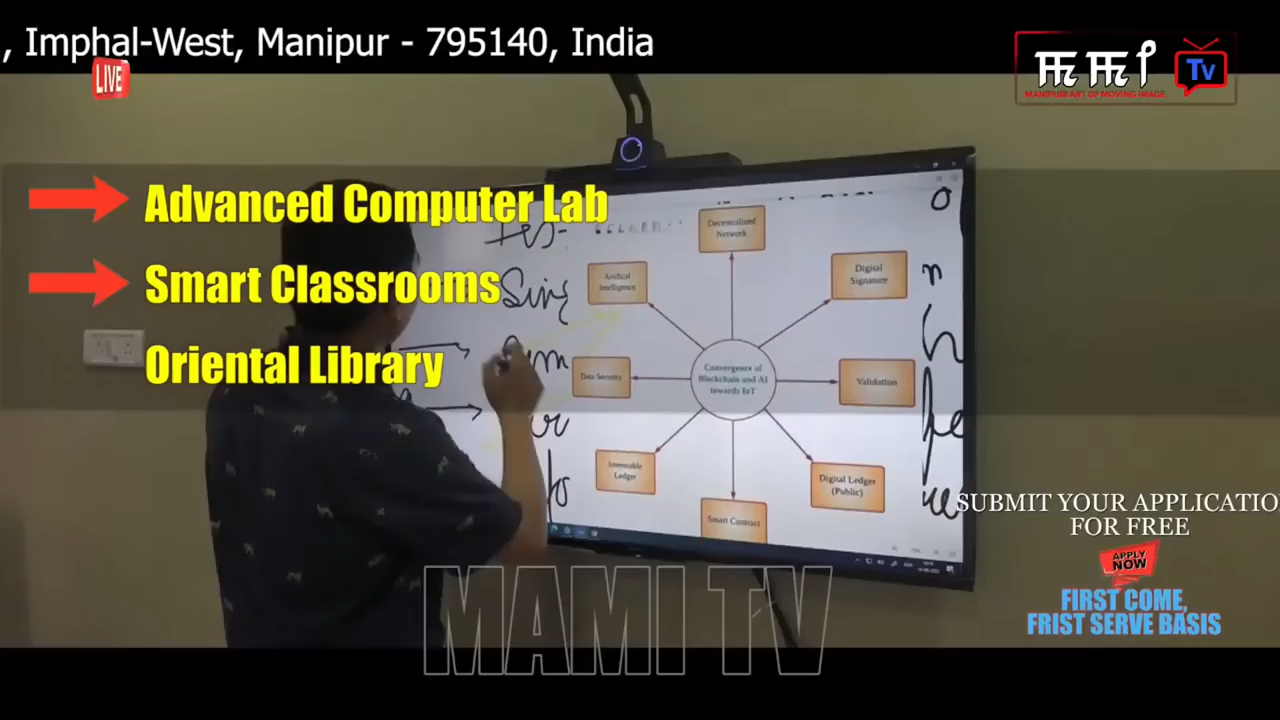 , Imphal-West, Manipur - 795140, India
LIVE
ꯃꯃꯤ
Tv
MANIPURI ART OF MOVING IMAGE
Advanced Computer Lab
Smart Classrooms
Oriental Library
Decentralized
Network
Artifical
Intelligence
Digital
Signature
Data Security
Convergence of
Blockchain and AI
towards IoT
Validation
Immutable
Ledger
Digital Ledger
(Public)
Smart Contract
SUBMIT YOUR APPLICATIO
FOR FREE
APPLY
NOW
FIRST COME,
FRIST SERVE BASIS
MAMI TV